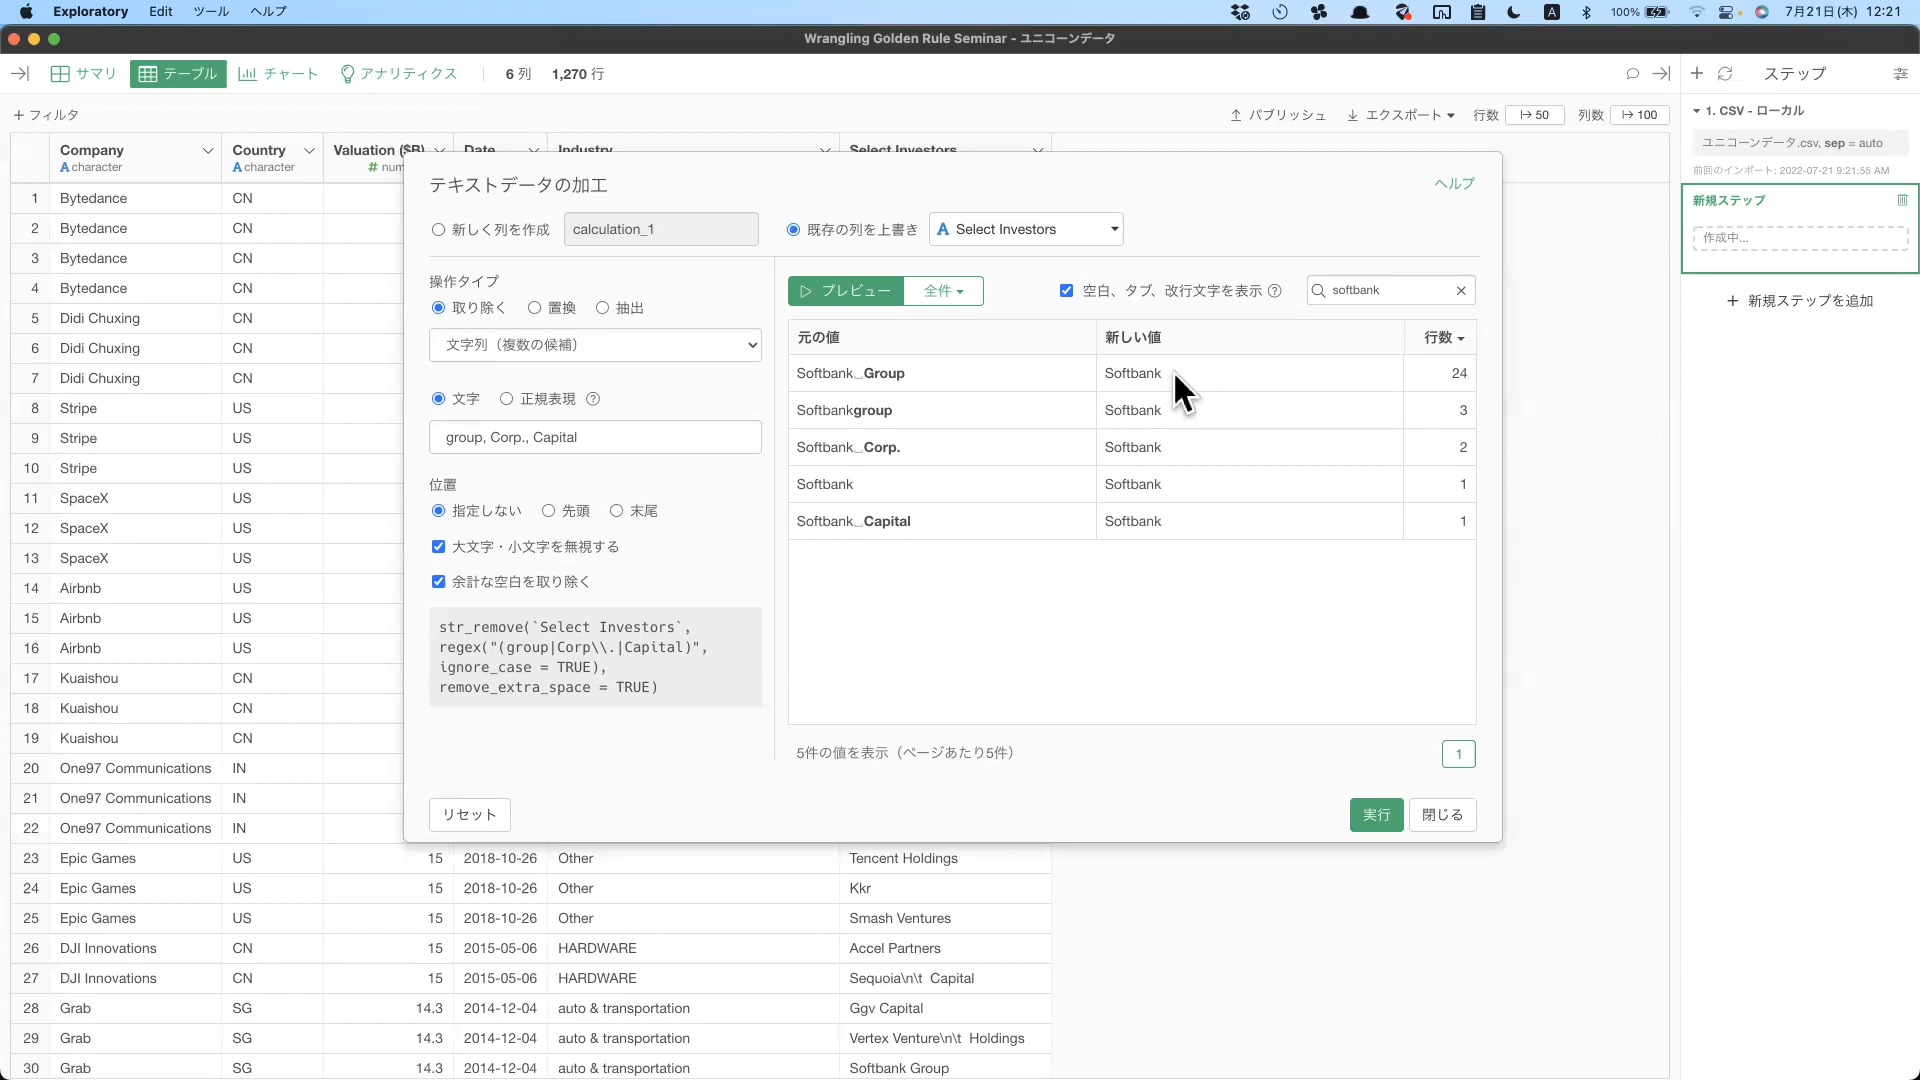 Exploratory Edit ツール ヘルプ
100% 7月21日(木) 12:21
Wrangling Golden Rule Seminar - ユニコーンデータ
サマリ テーブル チャート アナリティクス 6 列 1,270 行
ステップ
+ フィルタ
パブリッシュ エクスポート 行数 50 列数 100
1. CSV - ローカル
ユニコーンデータ.csv, sep = auto
前回のインポート: 2022-07-21 9:21:55 AM
新規ステップ
作成中...
+ 新規ステップを追加
Company Country Valuation ($B) Date Industry Select Investors
A character A character # num
テキストデータの加工
ヘルプ
新しく列を作成 calculation_1 既存の列を上書き A Select Investors
操作タイプ
取り除く 置換 抽出
文字列（複数の候補）
文字 正規表現
group, Corp., Capital
位置
指定しない 先頭 末尾
大文字・小文字を無視する
余計な空白を取り除く
str_remove(`Select Investors`,
regex("(group|Corp\\.|Capital)",
ignore_case = TRUE),
remove_extra_space = TRUE)
プレビュー 全件 空白、タブ、改行文字を表示 softbank
元の値 新しい値 行数
Softbank␣Group Softbank 24
Softbankgroup Softbank 3
Softbank␣Corp. Softbank 2
Softbank Softbank 1
Softbank␣Capital Softbank 1
5件の値を表示（ページあたり5件） 1
リセット 実行 閉じる
1 Bytedance CN
2 Bytedance CN
3 Bytedance CN
4 Bytedance CN
5 Didi Chuxing CN
6 Didi Chuxing CN
7 Didi Chuxing CN
8 Stripe US
9 Stripe US
10 Stripe US
11 SpaceX US
12 SpaceX US
13 SpaceX US
14 Airbnb US
15 Airbnb US
16 Airbnb US
17 Kuaishou CN
18 Kuaishou CN
19 Kuaishou CN
20 One97 Communications IN
21 One97 Communications IN
22 One97 Communications IN
23 Epic Games US 15 2018-10-26 Other Tencent Holdings
24 Epic Games US 15 2018-10-26 Other Kkr
25 Epic Games US 15 2018-10-26 Other Smash Ventures
26 DJI Innovations CN 15 2015-05-06 HARDWARE Accel Partners
27 DJI Innovations CN 15 2015-05-06 HARDWARE Sequoia\n\t Capital
28 Grab SG 14.3 2014-12-04 auto & transportation Ggv Capital
29 Grab SG 14.3 2014-12-04 auto & transportation Vertex Venture\n\t Holdings
30 Grab SG 14.3 2014-12-04 auto & transportation Softbank Group